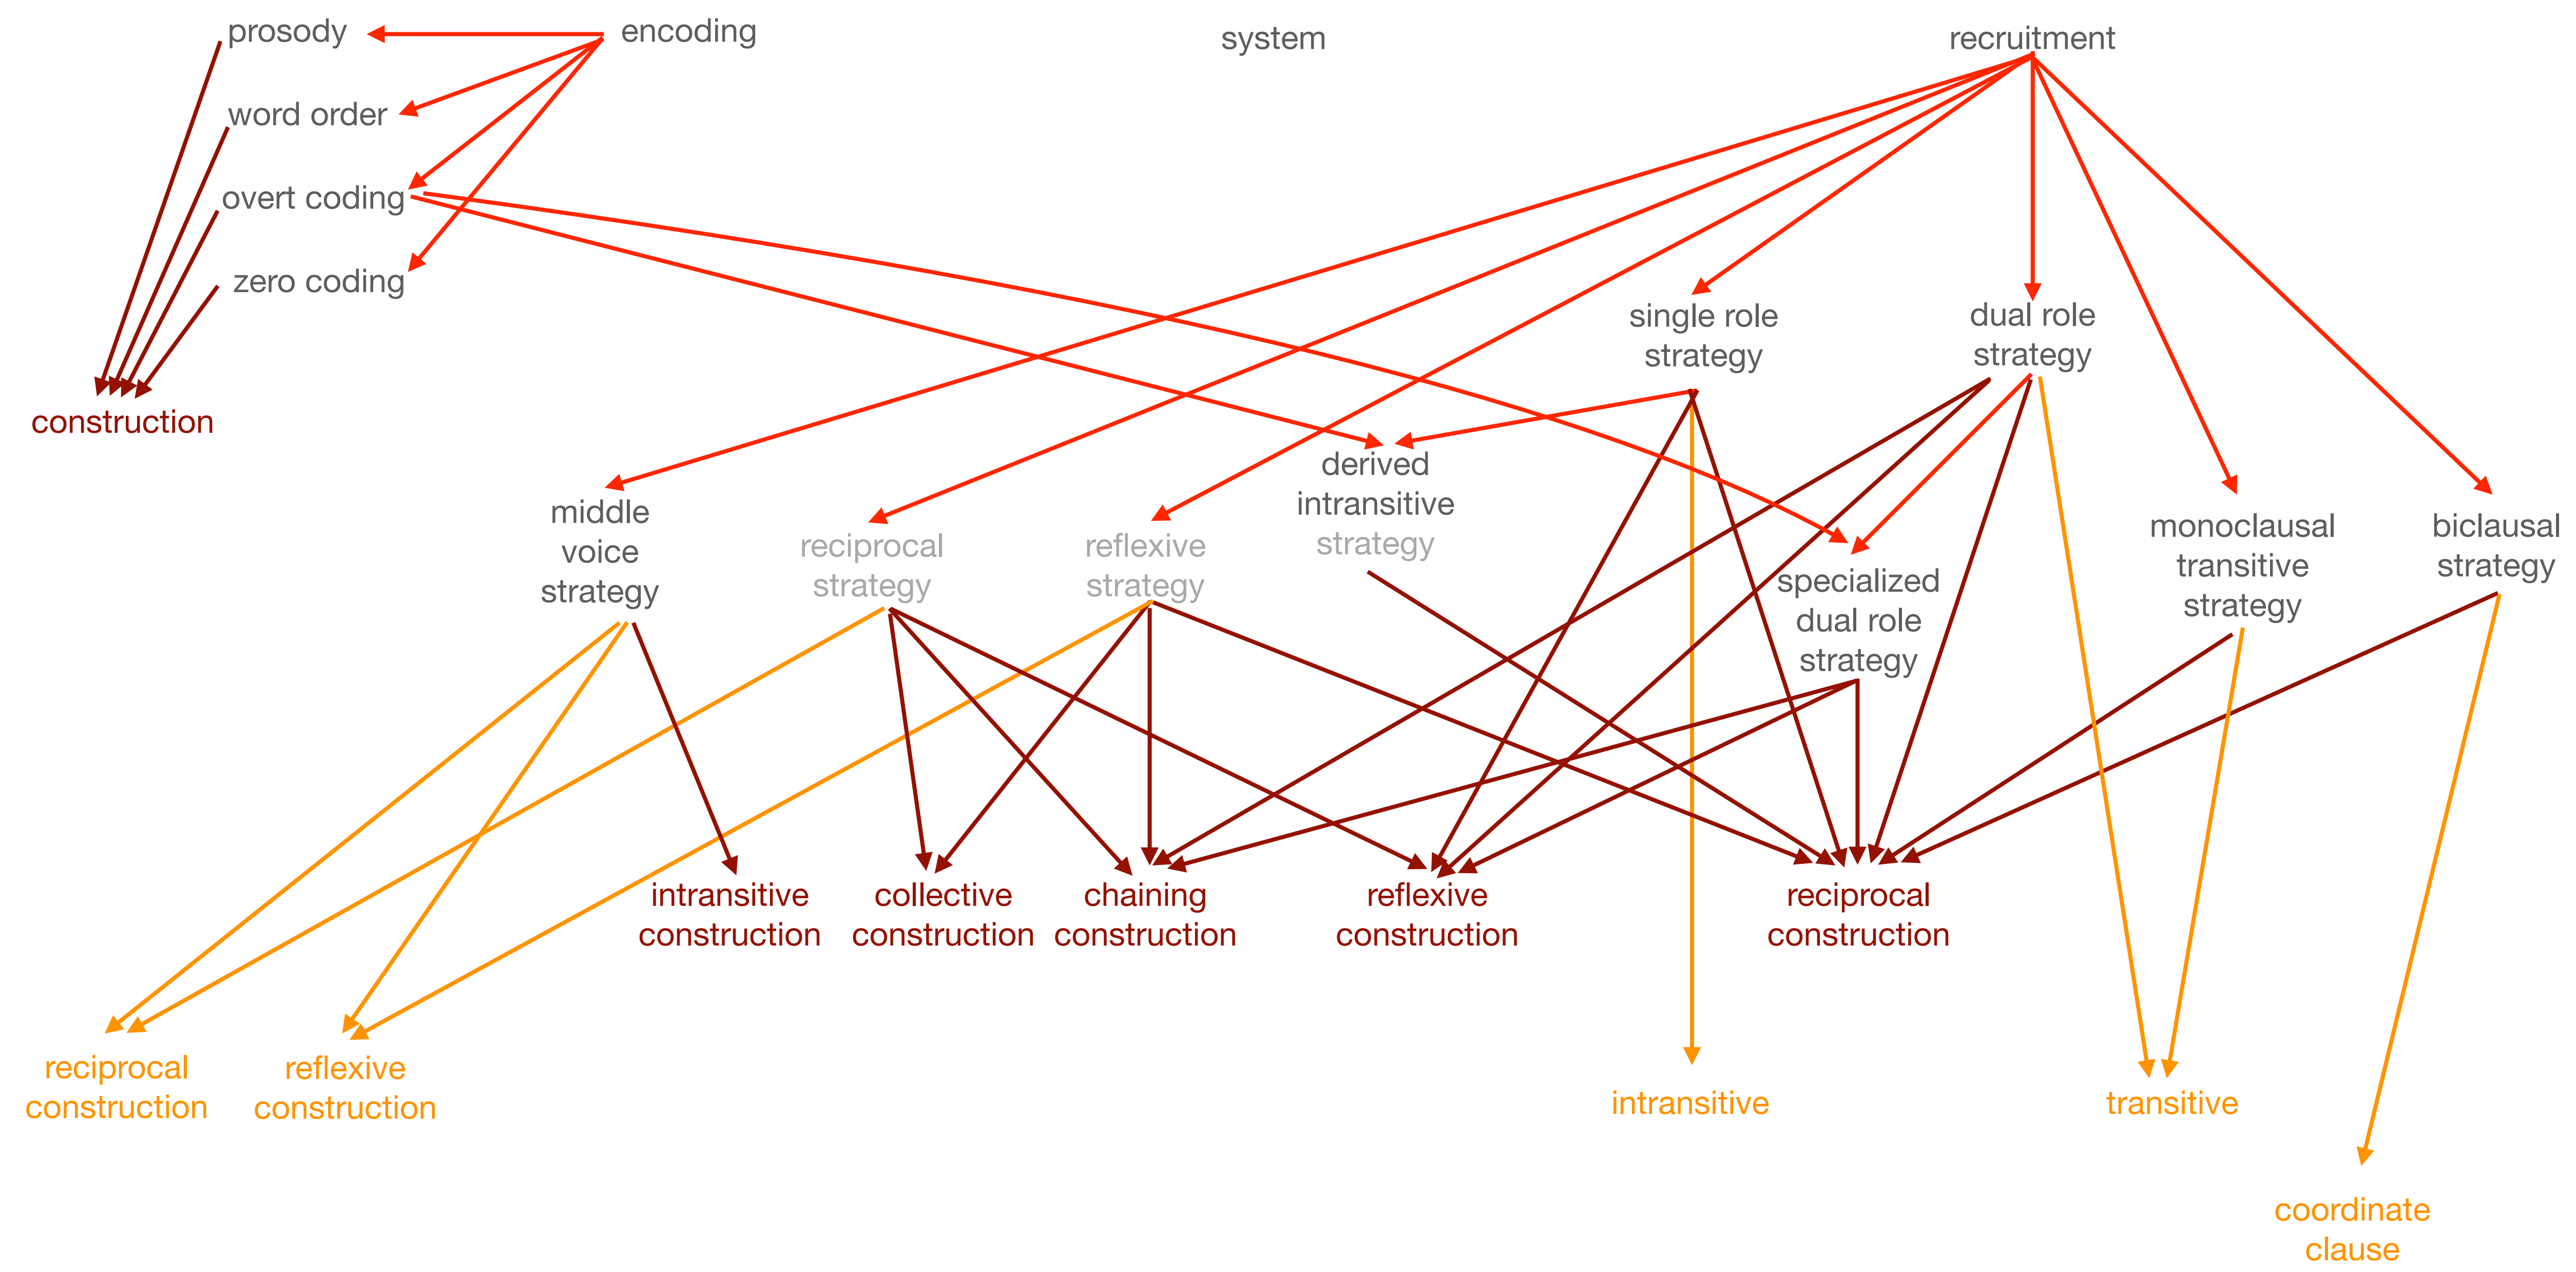 prosody
encoding
system
recruitment
word order
overt coding
zero coding
single role
strategy
dual role
strategy
construction
derived
intransitive
strategy
middle
voice
strategy
reciprocal
strategy
reflexive
strategy
specialized
dual role
strategy
monoclausal
transitive
strategy
biclausal
strategy
intransitive
construction
collective
construction
chaining
construction
reflexive
construction
reciprocal
construction
reciprocal
construction
reflexive
construction
intransitive
transitive
coordinate
clause